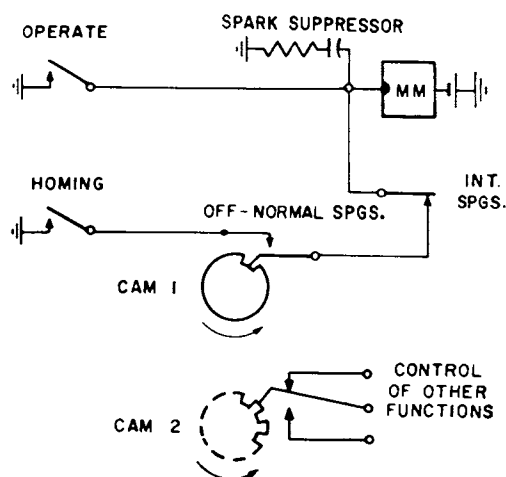 SPARK SUPPRESSOR
OPERATE
MM
HOMING
INT.
SPGS.
OFF-NORMAL SPGS.
CAM 1
CONTROL
OF OTHER
FUNCTIONS
CAM 2